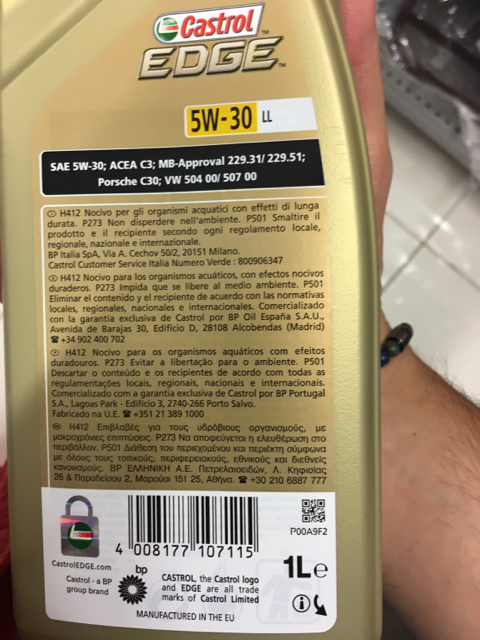 Castrol
EDGE™
5W-30 LL
SAE 5W-30; ACEA C3; MB-Approval 229.31/ 229.51;
Porsche C30; VW 504 00/ 507 00
H412 Nocivo per gli organismi acquatici con effetti di lunga
durata. P273 Non disperdere nell'ambiente. P501 Smaltire il
prodotto e il recipiente secondo ogni regolamento locale,
regionale, nazionale e internazionale.
BP Italia SpA, Via A. Cechov 50/2, 20151 Milano.
Castrol Customer Service Italia Numero Verde : 800906347
H412 Nocivo para los organismos acuáticos, con efectos nocivos
duraderos. P273 Impida que se libere al medio ambiente. P501
Eliminar el contenido y el recipiente de acuerdo con las normativas
locales, regionales, nacionales e internacionales. Comercializado
con la garantía exclusiva de Castrol por BP Oil España S.A.U.,
Avenida de Barajas 30, Edificio D, 28108 Alcobendas (Madrid)
☎ +34 902 400 702
H412 Nocivo para os organismos aquáticos com efeitos
duradouros. P273 Evitar a libertação para o ambiente. P501
Descartar o conteúdo e os recipientes de acordo com todas as
regulamentações locais, regionais, nacionais e internacionais.
Comercializado com a garantia exclusiva de Castrol por BP Portugal
S.A., Lagoas Park - Edifício 3, 2740-266 Porto Salvo.
Fabricado na U.E. ☎ +351 21 389 1000
H412 Επιβλαβές για τους υδρόβιους οργανισμούς, με
μακροχρόνιες επιπτώσεις. P273 Να αποφεύγεται η ελευθέρωση στο
περιβάλλον. P501 Διάθεση του περιεχομένου και περιέκτη σύμφωνα
με όλους τους τοπικούς, περιφερειακούς, εθνικούς και διεθνείς
κανονισμούς. BP ΕΛΛΗΝΙΚΗ Α.Ε. Πετρελαιοειδών, Λ. Κηφισίας
26 & Παραδείσου 2, Μαρούσι 151 25, Αθήνα. ☎ +30 210 6887 777
P00A9F2
4 008177 107115
CastrolEDGE.com
1L℮
Castrol - a BP
group brand
bp
CASTROL, the Castrol logo
and EDGE are all trade
marks of Castrol Limited
MANUFACTURED IN THE EU